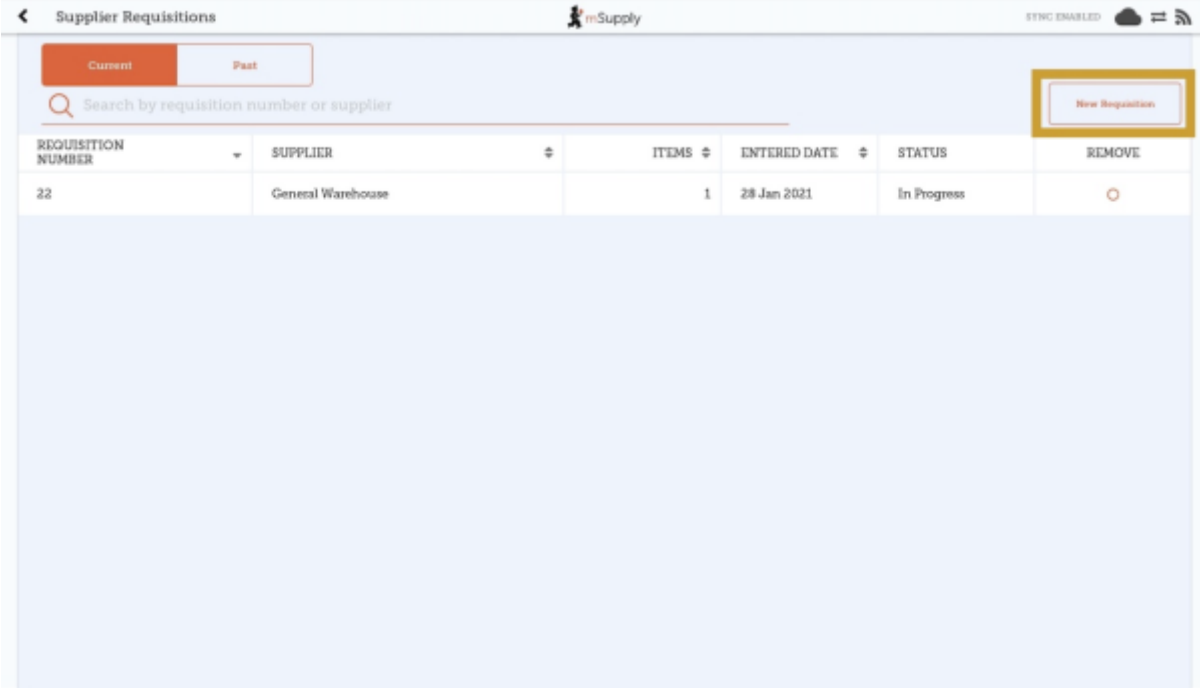 Supplier Requisitions
mSupply
SYNC ENABLED
Current
Past
Search by requisition number or supplier
New Requisition
REQUISITION
NUMBER
SUPPLIER
ITEMS
ENTERED DATE
STATUS
REMOVE
22
General Warehouse
1
28 Jan 2021
In Progress